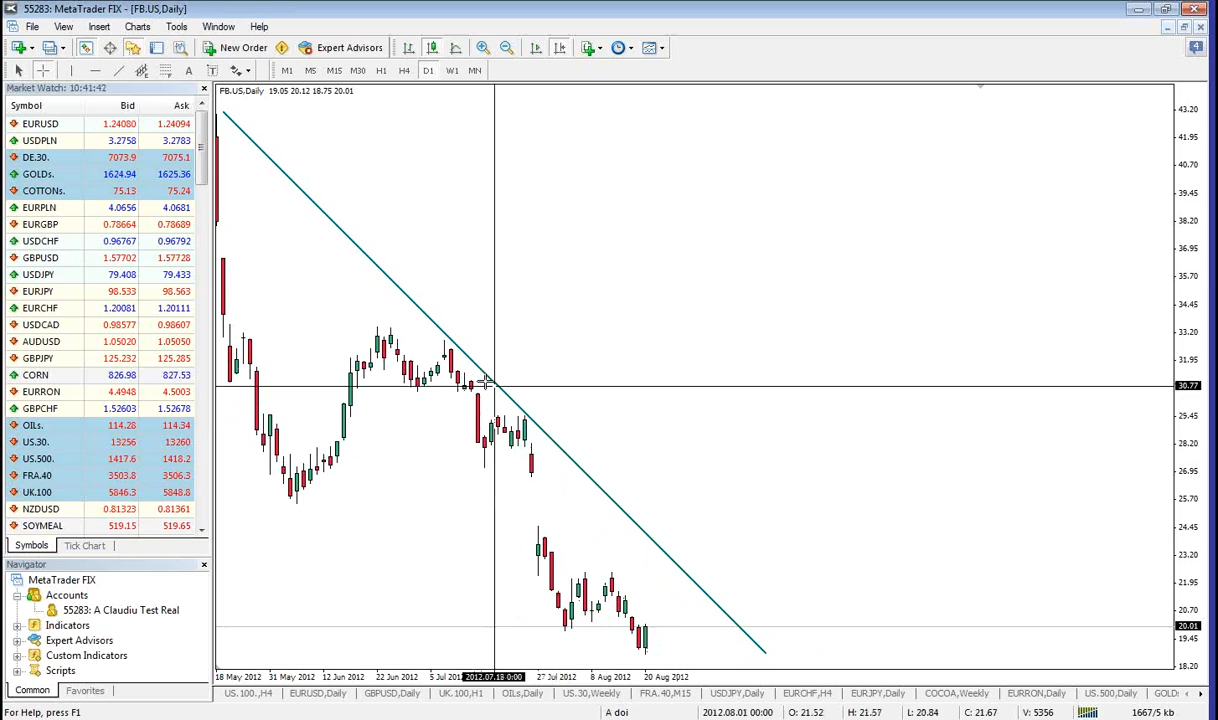 55283: MetaTrader FIX - [FB.US,Daily]
File View Insert Charts Tools Window Help
New Order Expert Advisors 4
A T M1 M5 M15 M30 H1 H4 D1 W1 MN
Market Watch: 10:41:42
Symbol Bid Ask
EURUSD 1.24080 1.24094
USDPLN 3.2758 3.2783
DE.30. 7073.9 7075.1
GOLDs. 1624.94 1625.36
COTTONs. 75.13 75.24
EURPLN 4.0656 4.0681
EURGBP 0.78664 0.78689
USDCHF 0.96767 0.96792
GBPUSD 1.57702 1.57728
USDJPY 79.408 79.433
EURJPY 98.533 98.563
EURCHF 1.20081 1.20111
USDCAD 0.98577 0.98607
AUDUSD 1.05020 1.05050
GBPJPY 125.232 125.285
CORN 826.98 827.53
EURRON 4.4948 4.5003
GBPCHF 1.52603 1.52678
OILs. 114.28 114.34
US.30. 13256 13260
US.500. 1417.6 1418.2
FRA.40 3503.8 3506.3
UK.100 5846.3 5848.8
NZDUSD 0.81323 0.81361
SOYMEAL 519.15 519.65
Symbols Tick Chart
Navigator
MetaTrader FIX
Accounts
55283: A Claudiu Test Real
Indicators
Expert Advisors
Custom Indicators
Scripts
Common Favorites
FB.US,Daily 19.05 20.12 18.75 20.01
43.20
41.95
40.70
39.45
38.20
36.95
35.70
34.45
33.20
31.95
30.77
29.45
28.20
26.95
25.70
24.45
23.20
21.95
20.70
20.01
19.45
18.20
18 May 2012 31 May 2012 12 Jun 2012 22 Jun 2012 5 Jul 2012.07.18 0:00 27 Jul 2012 8 Aug 2012 20 Aug 2012
US.100.,H4 EURUSD,Daily GBPUSD,Daily UK.100,H1 OILs,Daily US.30,Weekly FRA.40,M15 USDJPY,Daily EURCHF,H4 EURJPY,Daily COCOA,Weekly EURRON,Daily US.500,Daily GOLD
For Help, press F1 A doi 2012.08.01 00:00 O: 21.52 H: 21.57 L: 20.84 C: 21.67 V: 5356 1667/5 kb